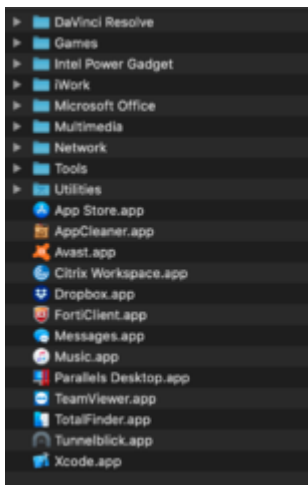 DaVinci Resolve
Games
Intel Power Gadget
iWork
Microsoft Office
Multimedia
Network
Tools
Utilities
App Store.app
AppCleaner.app
Avast.app
Citrix Workspace.app
Dropbox.app
FortiClient.app
Messages.app
Music.app
Parallels Desktop.app
TeamViewer.app
TotalFinder.app
Tunnelblick.app
Xcode.app